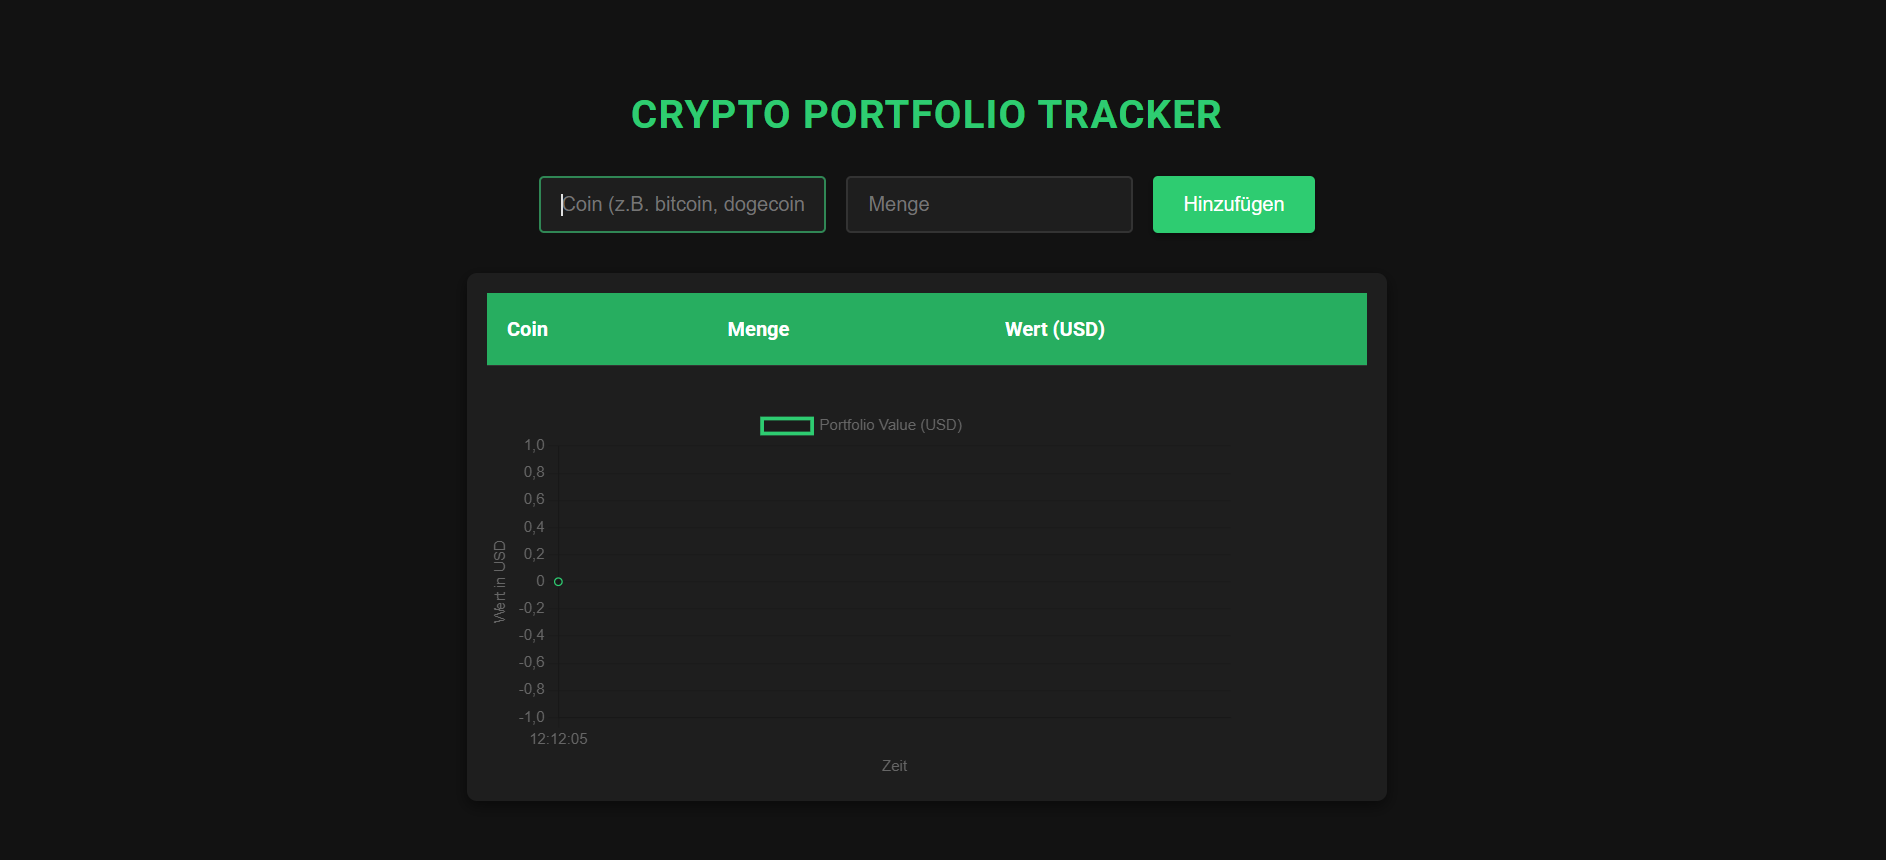 CRYPTO PORTFOLIO TRACKER
Coin (z.B. bitcoin, dogecoin
Menge
Hinzufügen
Coin Menge Wert (USD)
Portfolio Value (USD)
1,0
0,8
0,6
0,4
0,2
0
-0,2
-0,4
-0,6
-0,8
-1,0
Wert in USD
12:12:05
Zeit